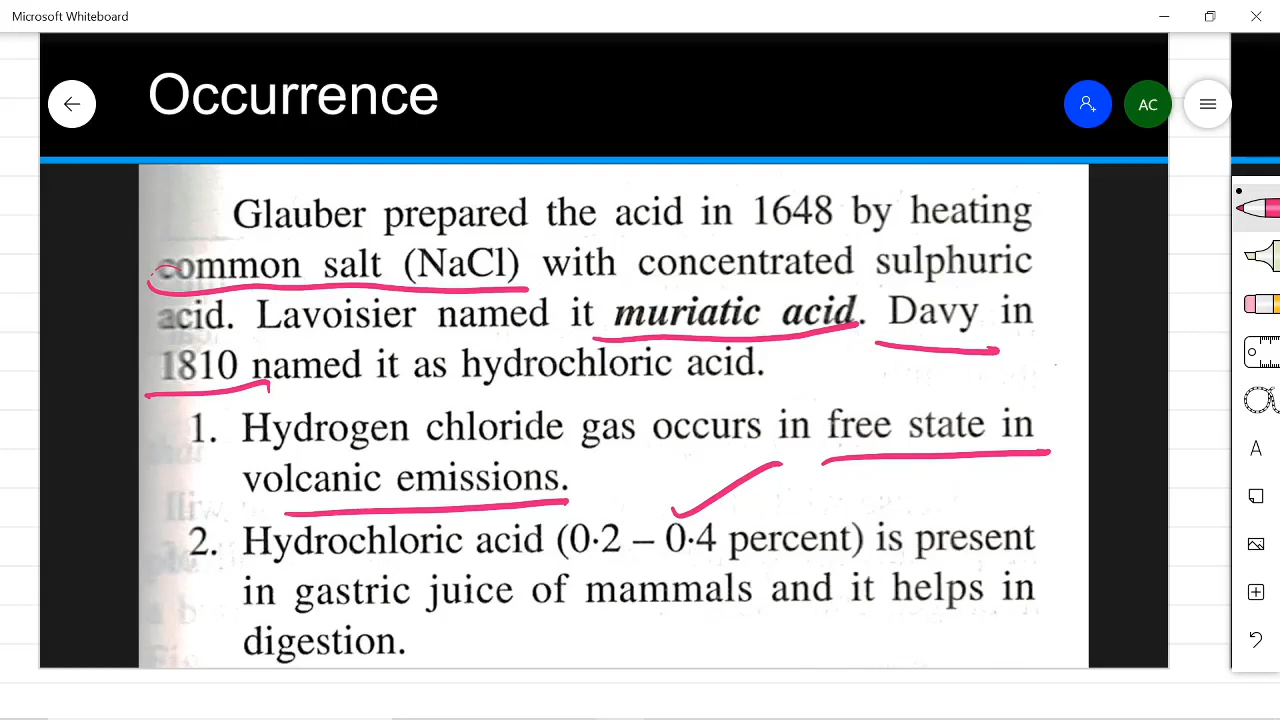 Microsoft Whiteboard
Occurrence
AC
Glauber prepared the acid in 1648 by heating
common salt (NaCl) with concentrated sulphuric
acid. Lavoisier named it muriatic acid. Davy in
1810 named it as hydrochloric acid.
1. Hydrogen chloride gas occurs in free state in
volcanic emissions.
2. Hydrochloric acid (0·2 – 0·4 percent) is present
in gastric juice of mammals and it helps in
digestion.